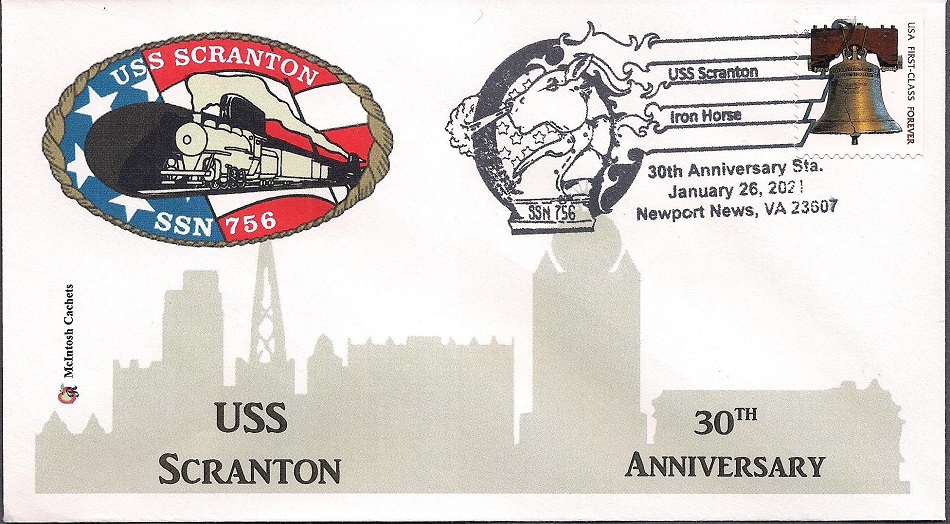 USS SCRANTON
SSN 756
USS Scranton
Iron Horse
30th Anniversary Sta.
January 26, 2021
Newport News, VA 23607
SSN 756
USA FIRST-CLASS FOREVER
McIntosh Cachets
USS
SCRANTON
30TH
ANNIVERSARY